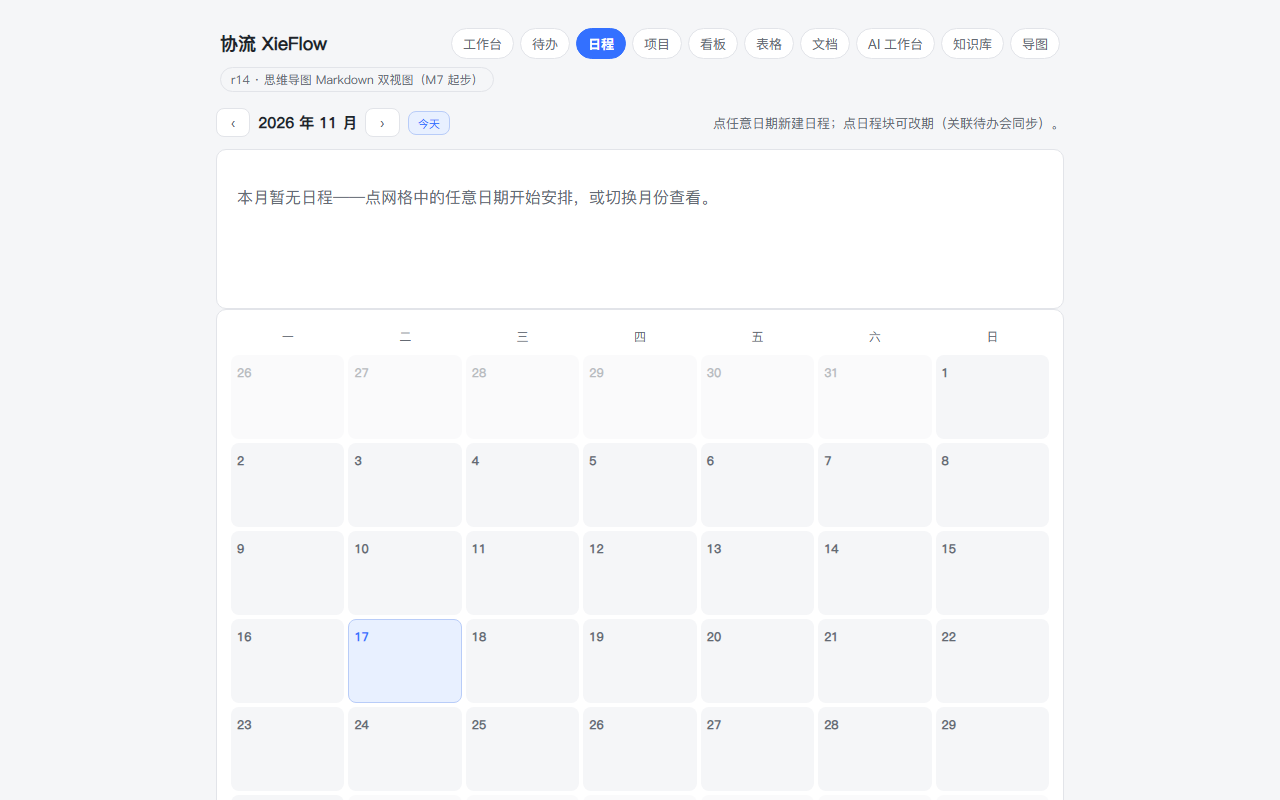 协流 XieFlow
工作台 待办 日程 项目 看板 表格 文档 AI 工作台 知识库 导图
r14 · 思维导图 Markdown 双视图（M7 起步）
‹ 2026 年 11 月 › 今天
点任意日期新建日程；点日程块可改期（关联待办会同步）。
本月暂无日程——点网格中的任意日期开始安排，或切换月份查看。
一 二 三 四 五 六 日
26 27 28 29 30 31 1
2 3 4 5 6 7 8
9 10 11 12 13 14 15
16 17 18 19 20 21 22
23 24 25 26 27 28 29